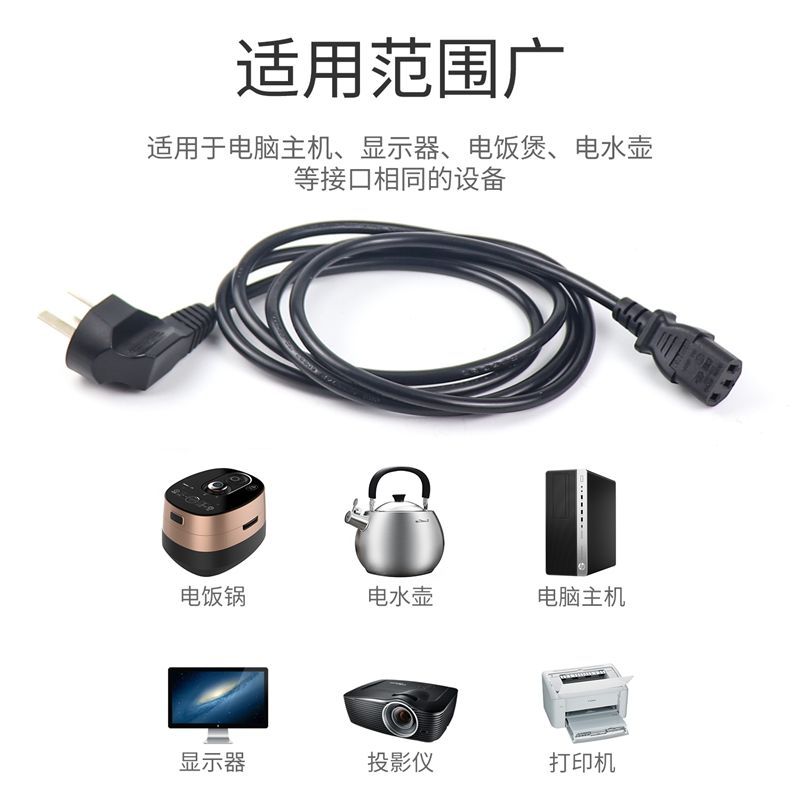 适用范围广
适用于电脑主机、显示器、电饭煲、电水壶
等接口相同的设备
电饭锅
电水壶
电脑主机
显示器
投影仪
打印机